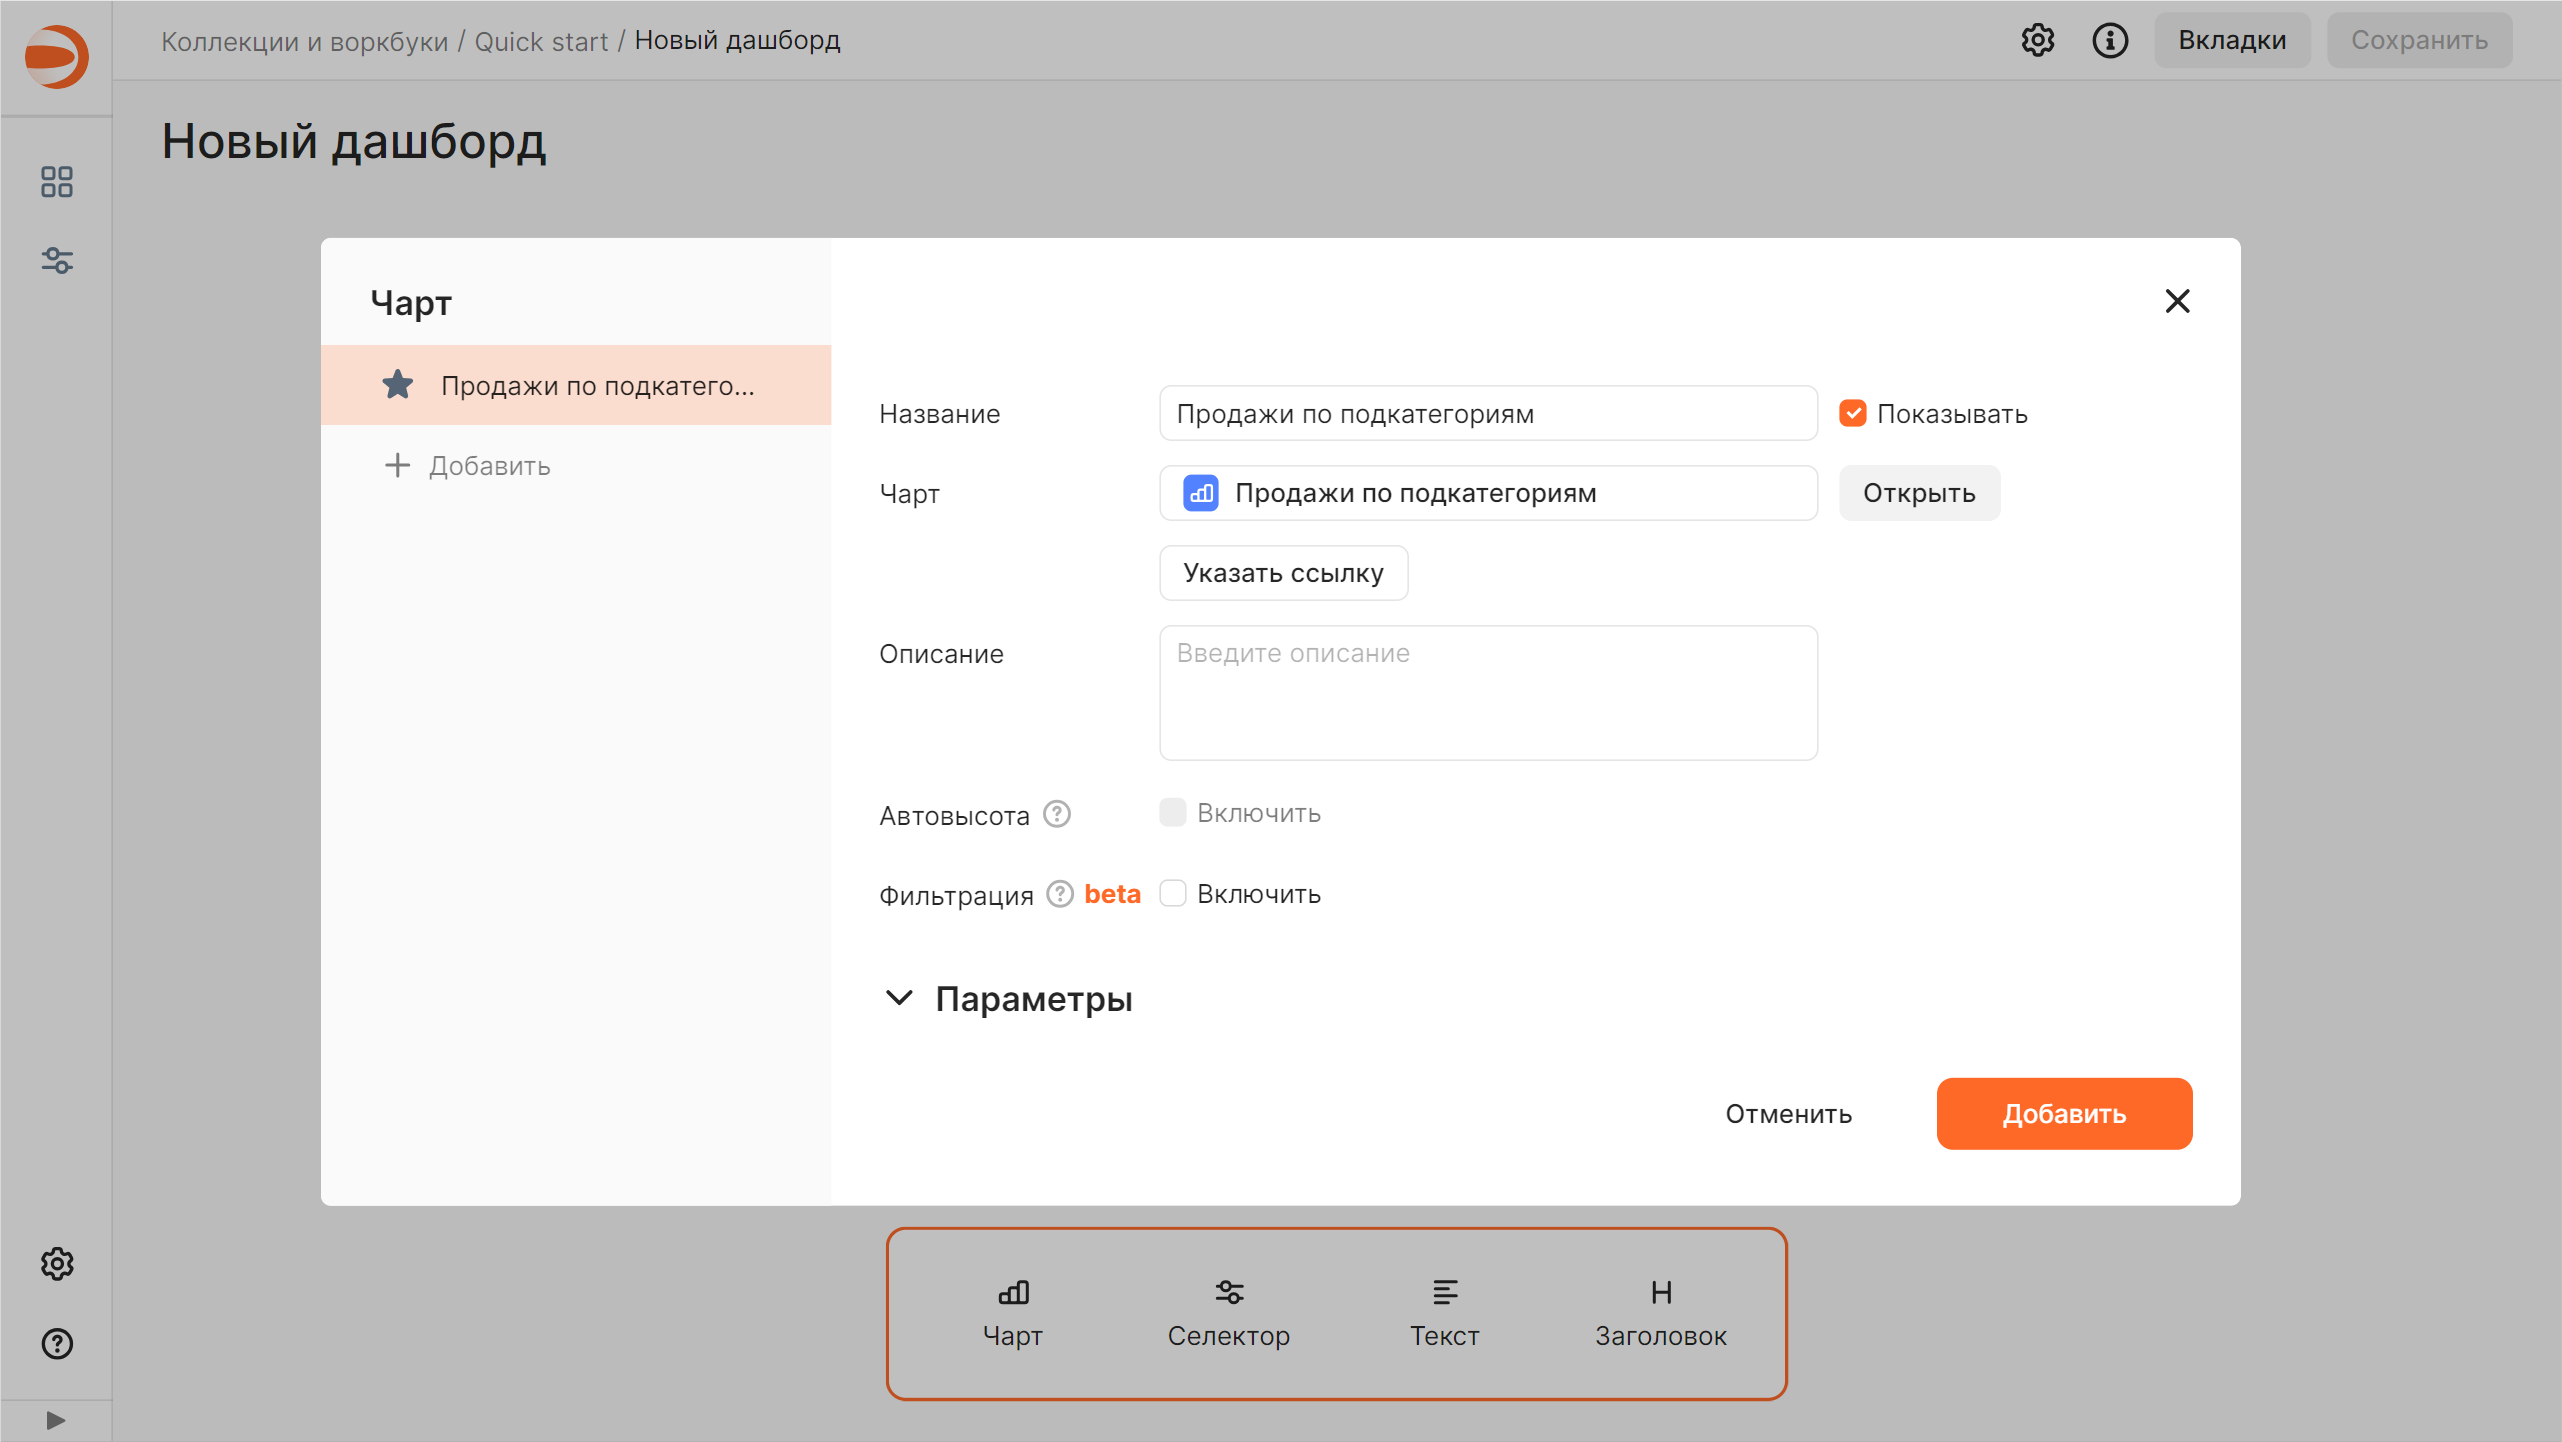 Коллекции и воркбуки / Quick start / Новый дашборд
Вкладки
Сохранить
Новый дашборд
Чарт
Продажи по подкатего...
Добавить
Название
Продажи по подкатегориям
Показывать
Чарт
Продажи по подкатегориям
Открыть
Указать ссылку
Описание
Введите описание
Автовысота
Включить
Фильтрация beta
Включить
Параметры
Отменить
Добавить
Чарт
Селектор
Текст
Заголовок